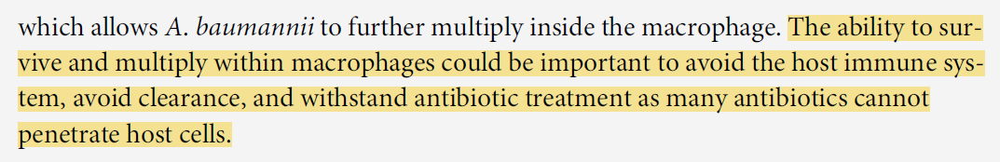 which allows A. baumannii to further multiply inside the macrophage. The ability to sur-
vive and multiply within macrophages could be important to avoid the host immune sys-
tem, avoid clearance, and withstand antibiotic treatment as many antibiotics cannot
penetrate host cells.